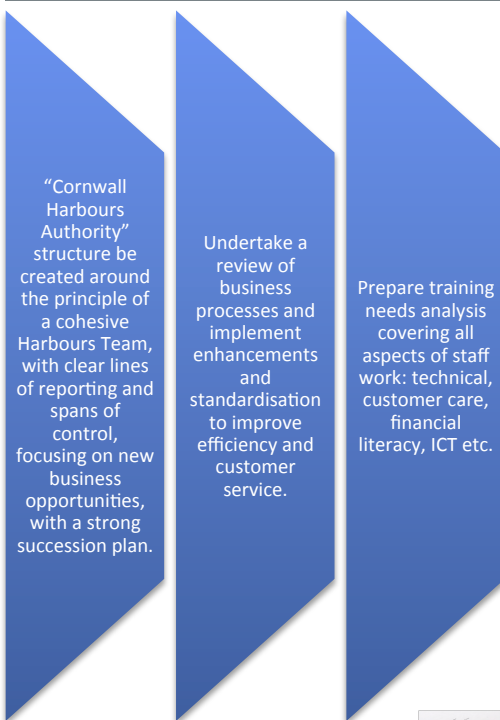 “Cornwall
Harbours
Authority”
structure be
created around
the principle of
a cohesive
Harbours Team,
with clear lines
of reporting and
spans of
control,
focusing on new
business
opportunities,
with a strong
succession plan.
Undertake a
review of
business
processes and
implement
enhancements
and
standardisation
to improve
efficiency and
customer
service.
Prepare training
needs analysis
covering all
aspects of staff
work: technical,
customer care,
financial
literacy, ICT etc.